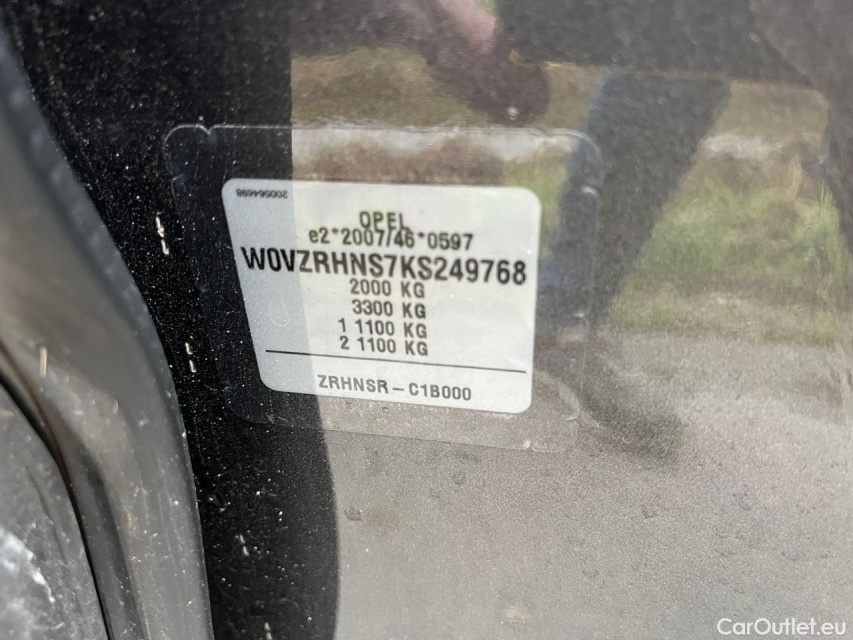 200564698
OPEL
e2*2007/46*0597
W0VZRHNS7KS249768
2000 KG
3300 KG
1 1100 KG
2 1100 KG
ZRHNSR-C1B000
CarOutlet.eu